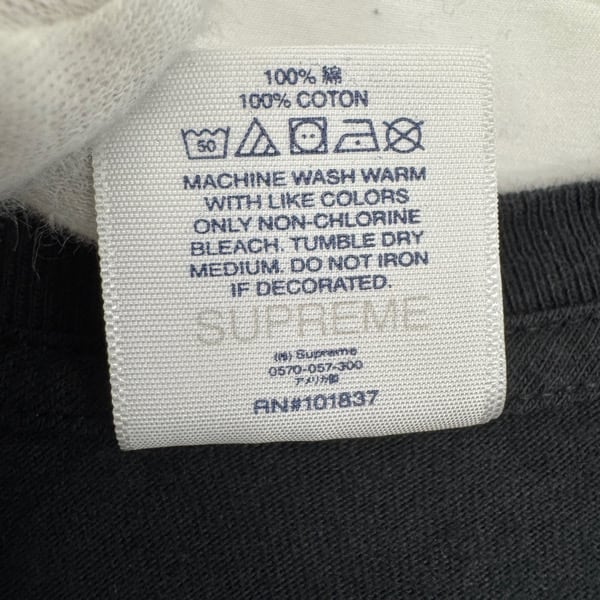 100% 綿
100% COTTON
50
MACHINE WASH WARM
WITH LIKE COLORS
ONLY NON-CHLORINE
BLEACH. TUMBLE DRY
MEDIUM. DO NOT IRON
IF DECORATED.
SUPREME
(株) Supreme
0570-057-300
アメリカ製
RN#101837